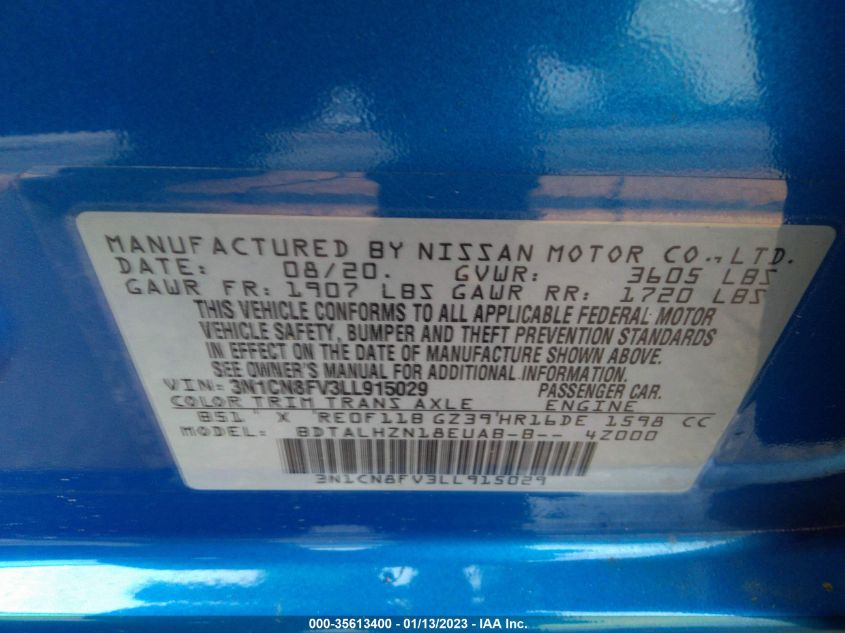 MANUFACTURED BY NISSAN MOTOR CO., LTD.
DATE: 08/20. GVWR: 3605 LBS
GAWR FR: 1907 LBS GAWR RR: 1720 LBS
THIS VEHICLE CONFORMS TO ALL APPLICABLE FEDERAL MOTOR
VEHICLE SAFETY, BUMPER AND THEFT PREVENTION STANDARDS
IN EFFECT ON THE DATE OF MANUFACTURE SHOWN ABOVE.
SEE OWNER'S MANUAL FOR ADDITIONAL INFORMATION.
VIN: 3N1CN8FV3LL915029 PASSENGER CAR.
COLOR TRIM TRANS AXLE ENGINE
B51 X RE0F11B GZ39 HR16DE 1598 CC
MODEL: BDTALHZN18EUAB-B-- 4Z000
3N1CN8FV3LL915029
000-35613400 - 01/13/2023 - IAA, Inc.